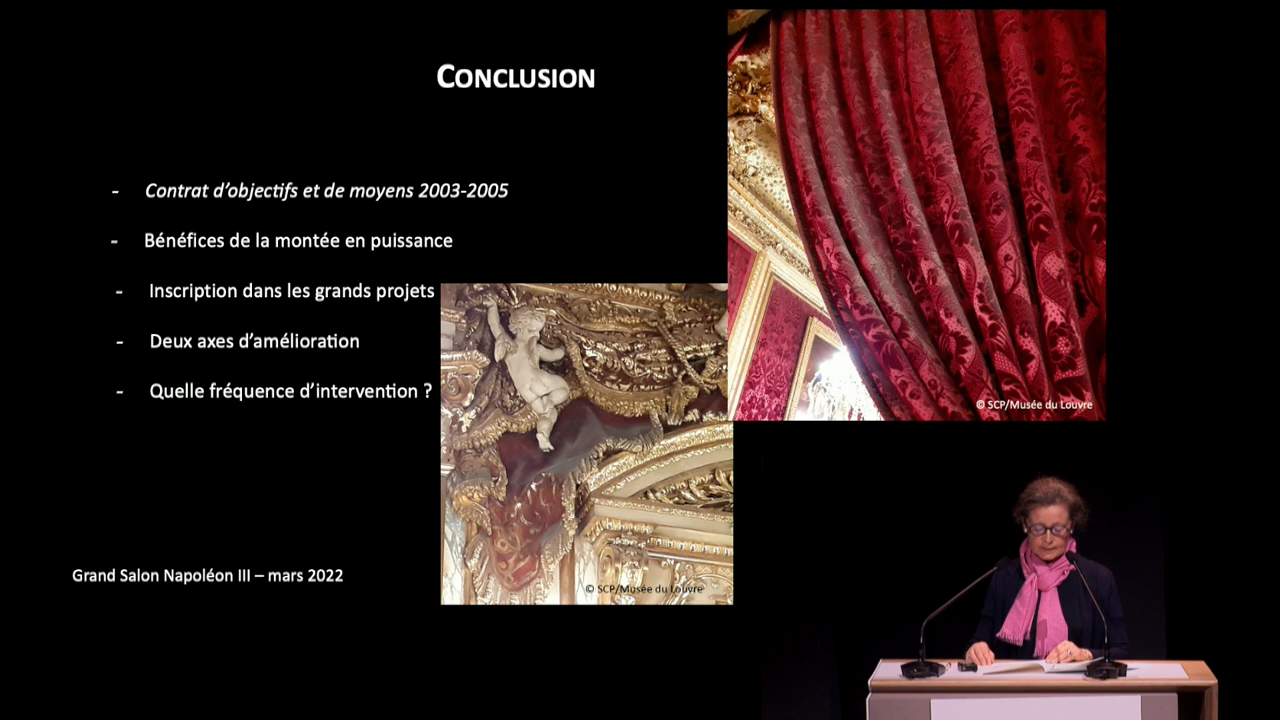 CONCLUSION
- Contrat d’objectifs et de moyens 2003-2005
- Bénéfices de la montée en puissance
- Inscription dans les grands projets
- Deux axes d’amélioration
- Quelle fréquence d’intervention ?
© SCP/Musée du Louvre
Grand Salon Napoléon III – mars 2022
© SCP/Musée du Louvre